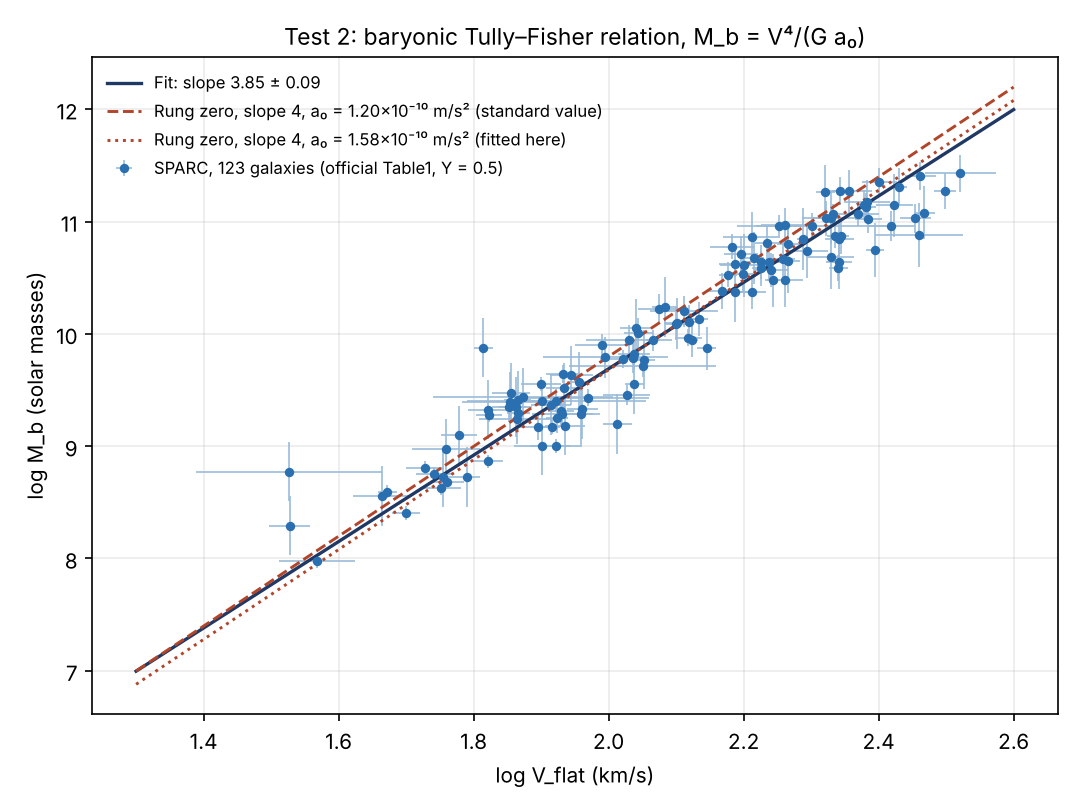 Test 2: baryonic Tully–Fisher relation, M_b = V⁴/(G a₀)
Fit: slope 3.85 ± 0.09
Rung zero, slope 4, a₀ = 1.20×10⁻¹⁰ m/s² (standard value)
Rung zero, slope 4, a₀ = 1.58×10⁻¹⁰ m/s² (fitted here)
SPARC, 123 galaxies (official Table1, Y = 0.5)
log M_b (solar masses)
12
11
10
9
8
7
1.4 1.6 1.8 2.0 2.2 2.4 2.6
log V_flat (km/s)